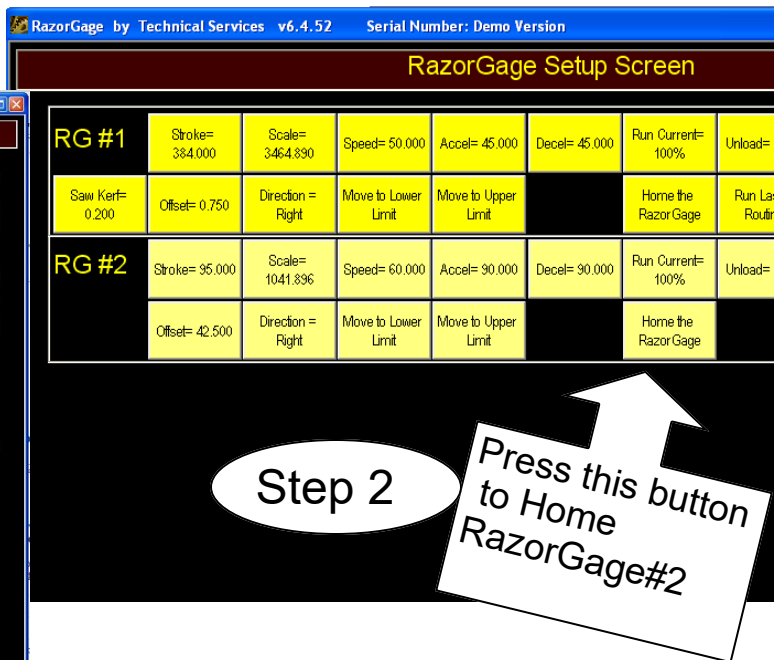 RazorGage by Technical Services v6.4.52 Serial Number: Demo Version
RazorGage Setup Screen
RG #1
Stroke=
384.000
Scale=
3464.890
Speed= 50.000
Accel= 45.000
Decel= 45.000
Run Current=
100%
Unload=
Saw Kerf=
0.200
Offset= 0.750
Direction =
Right
Move to Lower
Limit
Move to Upper
Limit
Home the
RazorGage
Run
RG #2
Stroke= 95.000
Scale=
1041.896
Speed= 60.000
Accel= 90.000
Decel= 90.000
Run Current=
100%
Unload=
Offset= 42.500
Direction =
Right
Move to Lower
Limit
Move to Upper
Limit
Home the
RazorGage
Step 2
Press this button
to Home
RazorGage#2